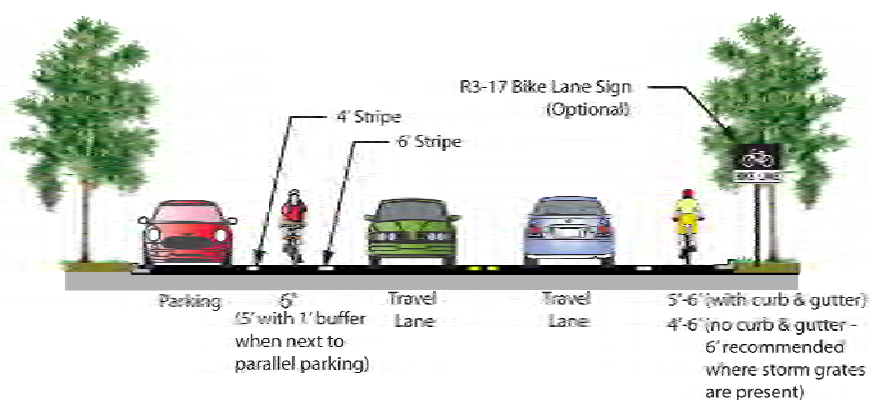 R3-17 Bike Lane Sign
(Optional)
4' Stripe
6' Stripe
BIKE LANE
Parking
6'
(5' with 1' buffer
when next to
parallel parking)
Travel
Lane
Travel
Lane
5'-6' (with curb & gutter)
4'-6' (no curb & gutter -
6' recommended
where storm grates
are present)